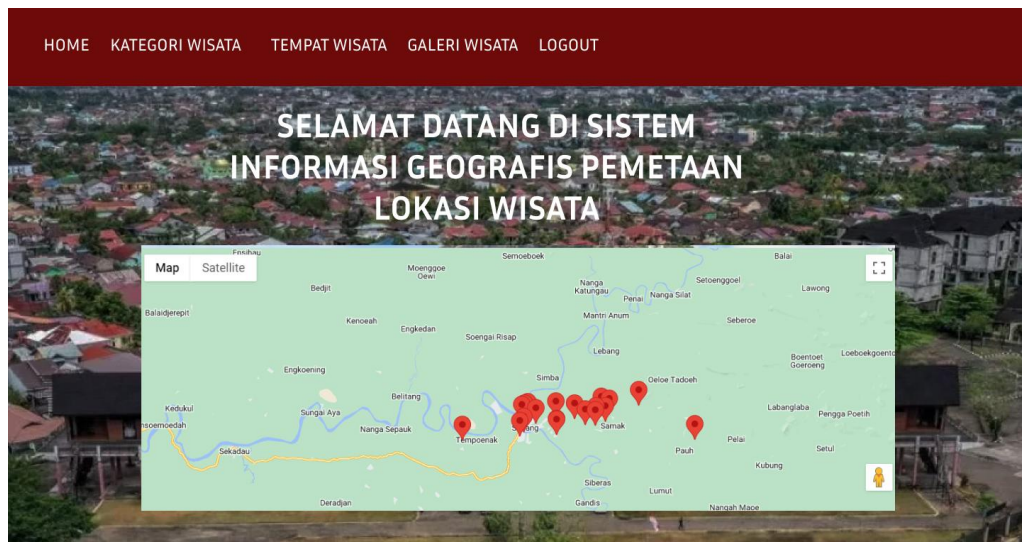 HOME KATEGORI WISATA TEMPAT WISATA GALERI WISATA LOGOUT
SELAMAT DATANG DI SISTEM
INFORMASI GEOGRAFIS PEMETAAN
LOKASI WISATA
Map Satellite
Semoeboek
Balai
Moenggoe
Oewi
Setoenggoel
Bedjit
Nanga
Katungau
Penai
Nanga Silat
Lawong
Balaidjerepit
Kenoeah
Engkedan
Mantri Anum
Seberoe
Soengai Risap
Lebang
Boentoet
Goeroeng
Loeboekgoento
Engkoening
Simba
Oeloe Tadoeh
Belitang
Kedukul
Sungai Aya
Labanglaba
Pengga Poetih
nsoemoedah
Nanga Sepauk
Samak
Tempoenak
Pelai
Sekadau
Pauh
Setul
Kubung
Siberas
Lumut
Deradjan
Gandis
Nangah Maoe